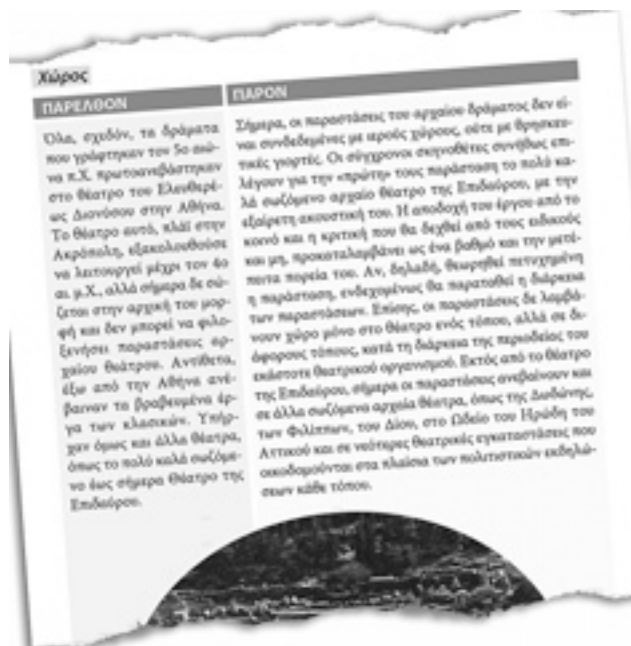 Χώρος
ΠΑΡΕΛΘΟΝ
Όλα, σχεδόν, τα δράματα
που γράφτηκαν τον 5ο αιώ-
να π.Χ. πρωτοανεβάστηκαν
στο θέατρο του Ελευθερέ-
ως Διονύσου στην Αθήνα.
Το θέατρο αυτό, πλάι στην
Ακρόπολη, εξακολουθούσε
να λειτουργεί μέχρι τον 4ο
αι. μ.Χ., αλλά σήμερα δε σώ-
ζεται στην αρχική του μορ-
φή και δεν μπορεί να φιλο-
ξενήσει παραστάσεις αρ-
χαίου θεάτρου. Αντίθετα,
έξω από την Αθήνα ανέ-
βαιναν τα βραβευμένα έρ-
γα των κλασικών. Υπήρ-
χαν όμως και άλλα θέατρα,
όπως το πολύ καλά σωζόμε-
νο έως σήμερα θέατρο της
Επιδαύρου.
ΠΑΡΟΝ
Σήμερα, οι παραστάσεις του αρχαίου δράματος δεν εί-
ναι συνδεδεμένες με ιερούς χώρους, ούτε με θρησκευ-
τικές γιορτές. Οι σύγχρονοι σκηνοθέτες συνήθως επι-
λέγουν για την «πρώτη» τους παράσταση το πολύ κα-
λά σωζόμενο αρχαίο θέατρο της Επιδαύρου, με την
εξαίρετη ακουστική του. Η αποδοχή του έργου από το
κοινό και η κριτική που θα δεχθεί από τους ειδικούς
και μη, προκαταλαμβάνει ως ένα βαθμό και την μετέ-
πειτα πορεία του. Αν, δηλαδή, θεωρηθεί πετυχημένη
η παράσταση, ενδεχομένως θα παραταθεί η διάρκεια
των παραστάσεων. Επίσης, οι παραστάσεις δε λαμβά-
νουν χώρο μόνο στο θέατρο ενός τόπου, αλλά σε δι-
άφορους τόπους, κατά τη διάρκεια της περιοδείας του
εκάστοτε θεατρικού οργανισμού. Εκτός από το θέατρο
της Επιδαύρου, σήμερα οι παραστάσεις ανεβαίνουν και
σε άλλα σωζόμενα αρχαία θέατρα, όπως της Δωδώνης,
των Φιλίππων, του Δίου, στο Ωδείο του Ηρώδη του
Αττικού και σε νεότερες θεατρικές εγκαταστάσεις που
οικοδομούνται στα πλαίσια των πολιτιστικών εκδηλώ-
σεων κάθε τόπου.